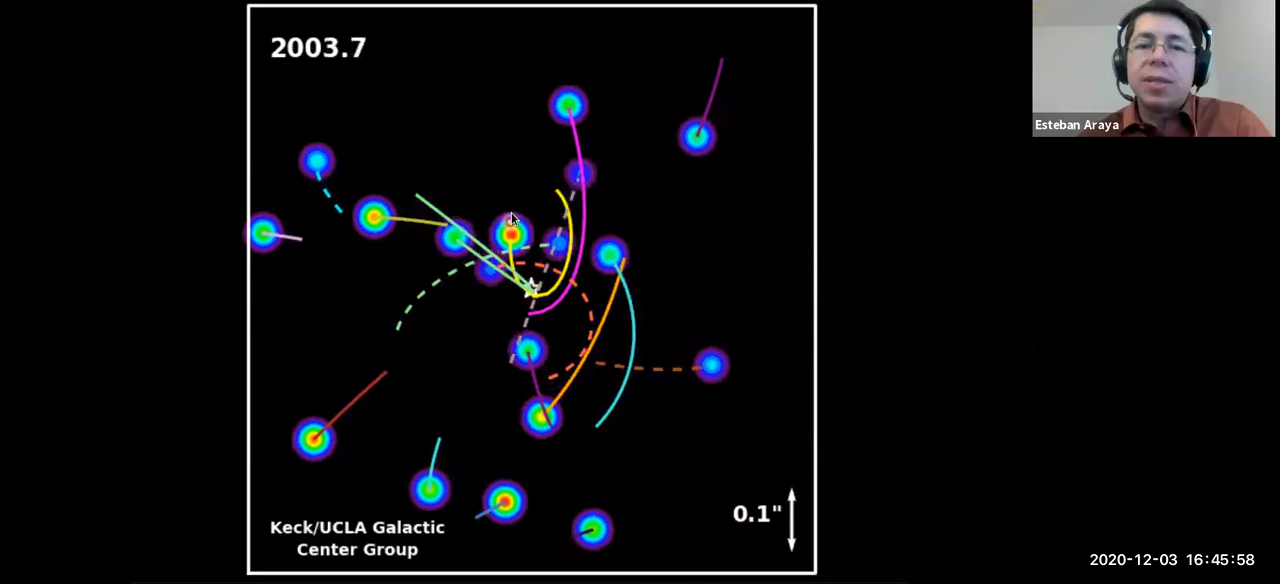 2003.7
Esteban Araya
0.1"
Keck/UCLA Galactic
Center Group
2020-12-03 16:45:58